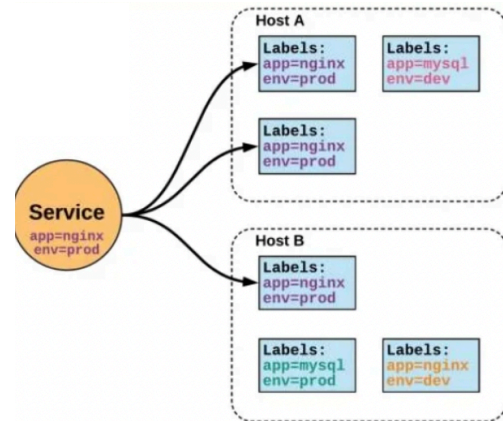 Host A
Labels:
app=nginx
env=prod
Labels:
app=mysql
env=dev
Labels:
app=nginx
env=prod
Service
app=nginx
env=prod
Host B
Labels:
app=nginx
env=prod
Labels:
app=mysql
env=prod
Labels:
app=nginx
env=dev